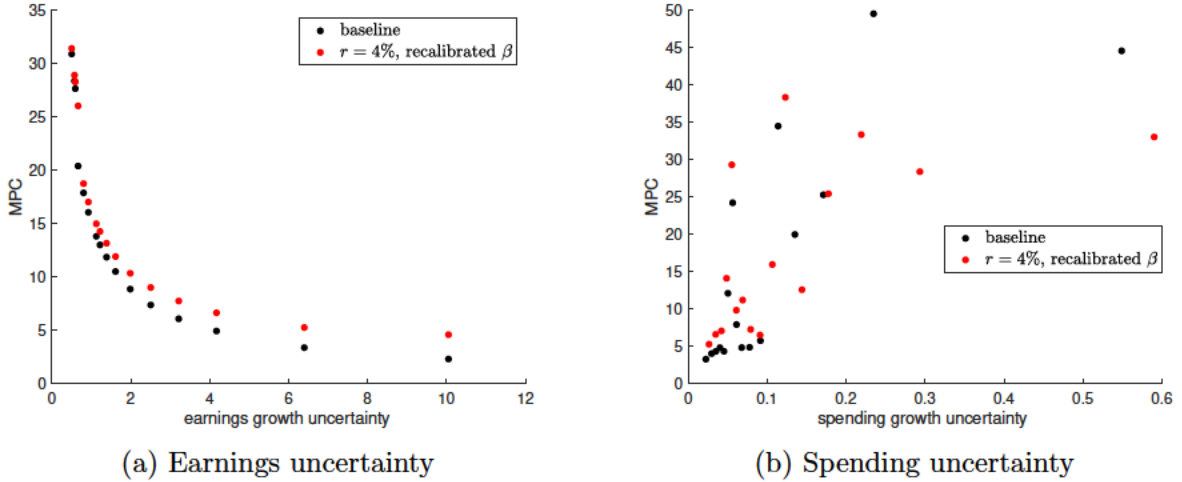 35
30
25
20
15
10
5
0
MPC
0 2 4 6 8 10 12
earnings growth uncertainty
baseline
r = 4%, recalibrated β
(a) Earnings uncertainty
50
45
40
35
30
25
20
15
10
5
0
MPC
0 0.1 0.2 0.3 0.4 0.5 0.6
spending growth uncertainty
baseline
r = 4%, recalibrated β
(b) Spending uncertainty